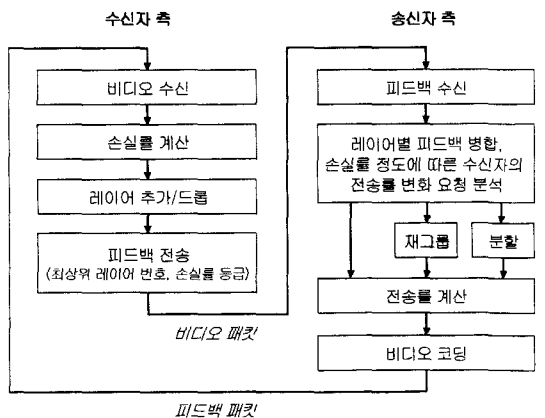 수신자 측
비디오 수신
손실률 계산
레이어 추가/드롭
피드백 전송
(최상위 레이어 번호, 손실률 등급)
비디오 패킷
송신자 측
피드백 수신
레이어별 피드백 병합,
손실률 정도에 따른 수신자의
전송률 변화 요청 분석
재그룹
분할
전송률 계산
비디오 코딩
피드백 패킷